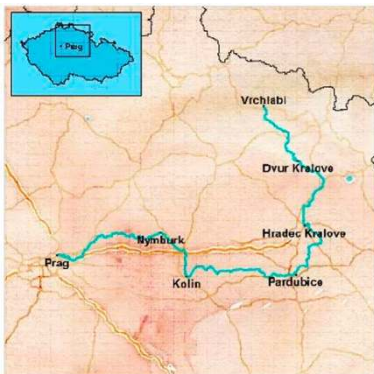 Prag
Vrchlabi
Dvur Kralove
Hradec Kralove
Nymburk
Prag
Kolin
Pardubice